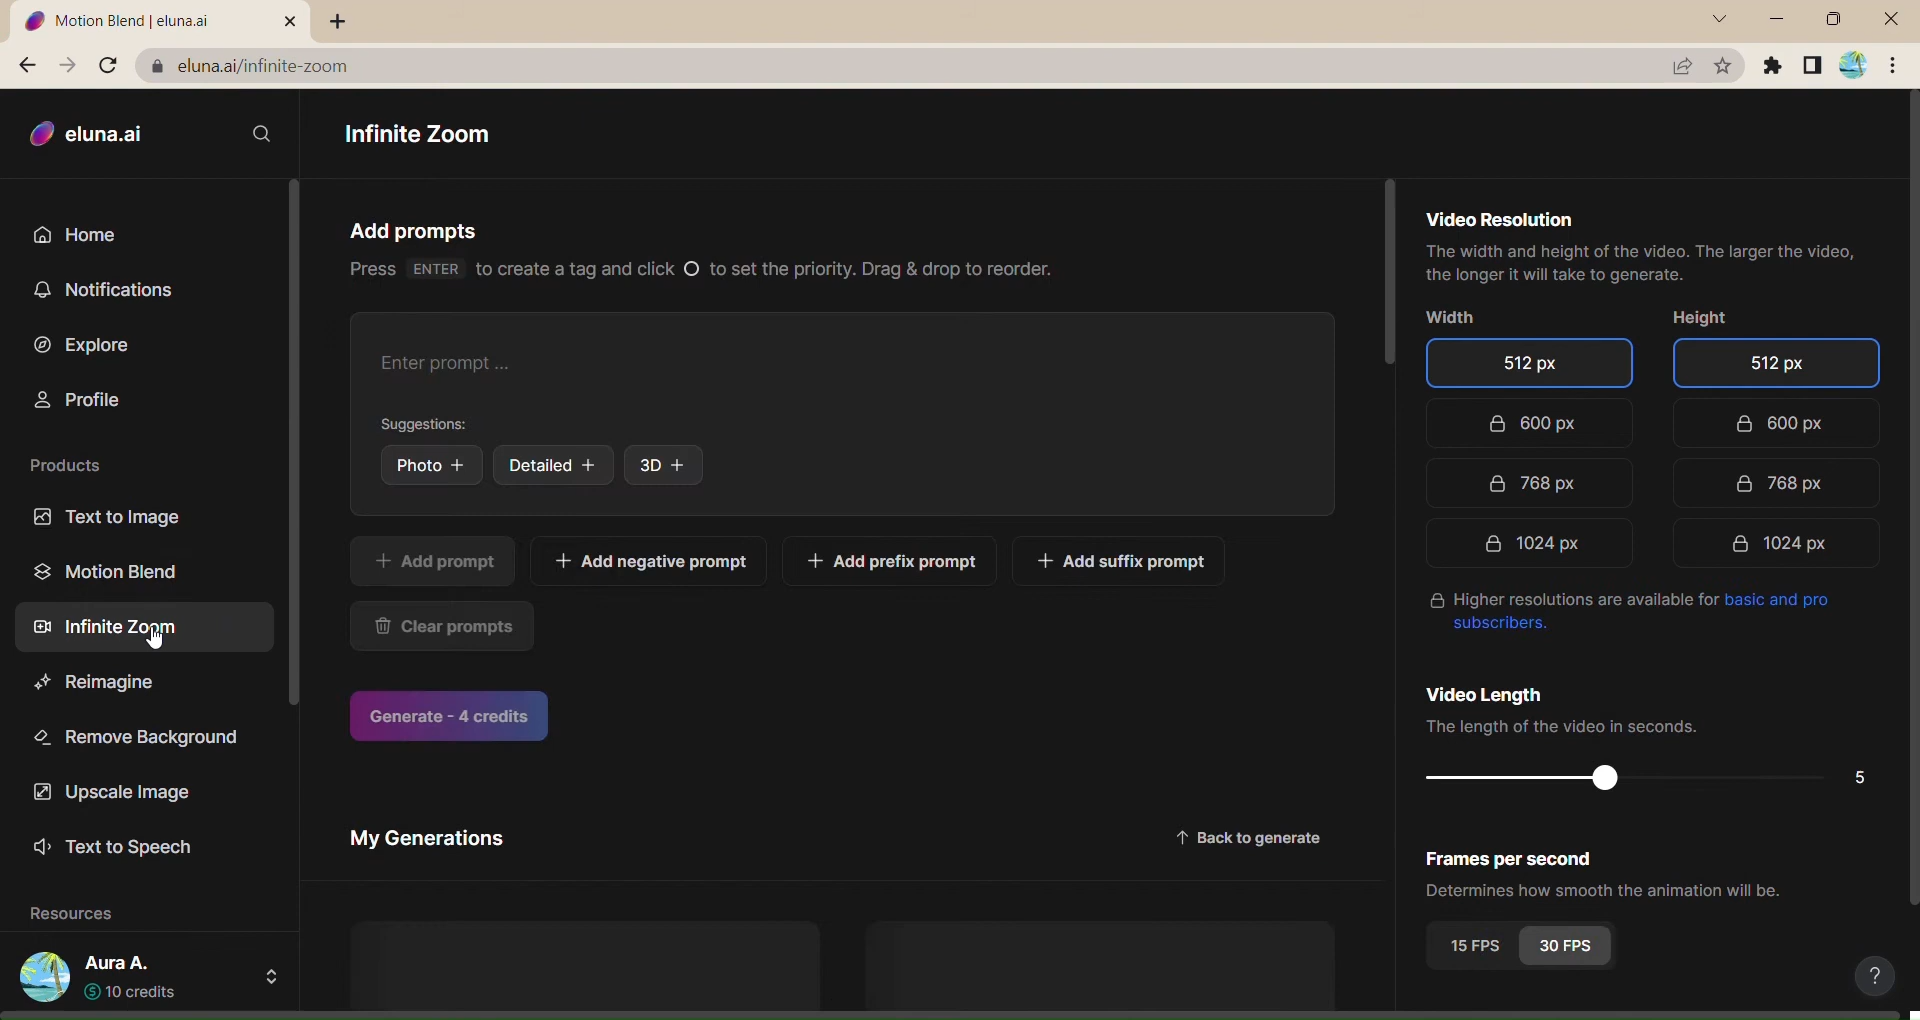 Motion Blend | eluna.ai
eluna.ai/infinite-zoom
eluna.ai
Infinite Zoom
Home
Notifications
Explore
Profile
Products
Text to Image
Motion Blend
Infinite Zoom
Reimagine
Remove Background
Upscale Image
Text to Speech
Resources
Aura A.
10 credits
Add prompts
Press ENTER to create a tag and click O to set the priority. Drag & drop to reorder.
Enter prompt ...
Suggestions:
Photo +
Detailed +
3D +
+ Add prompt
+ Add negative prompt
+ Add prefix prompt
+ Add suffix prompt
Clear prompts
Generate - 4 credits
My Generations
↑ Back to generate
Video Resolution
The width and height of the video. The larger the video,
the longer it will take to generate.
Width
Height
512 px
512 px
600 px
600 px
768 px
768 px
1024 px
1024 px
Higher resolutions are available for basic and pro
subscribers.
Video Length
The length of the video in seconds.
5
Frames per second
Determines how smooth the animation will be.
15 FPS
30 FPS
?